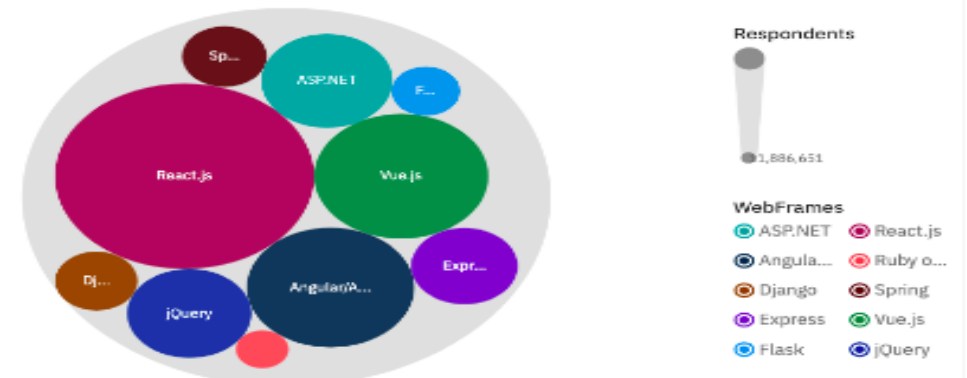 Sp...
ASP.NET
F...
React.js
Vue.js
Dj...
Expr...
Angular/A...
jQuery
Respondents
1,886,651
WebFrames
ASP.NET React.js
Angula... Ruby o...
Django Spring
Express Vue.js
Flask jQuery